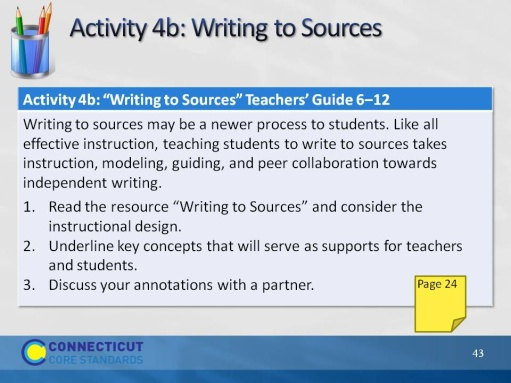 Activity 4b: Writing to Sources
Activity 4b: “Writing to Sources” Teachers’ Guide 6–12
Writing to sources may be a newer process to students. Like all
effective instruction, teaching students to write to sources takes
instruction, modeling, guiding, and peer collaboration towards
independent writing.
1. Read the resource “Writing to Sources” and consider the
instructional design.
2. Underline key concepts that will serve as supports for teachers
and students.
3. Discuss your annotations with a partner.
Page 24
CONNECTICUT
CORE STANDARDS
43